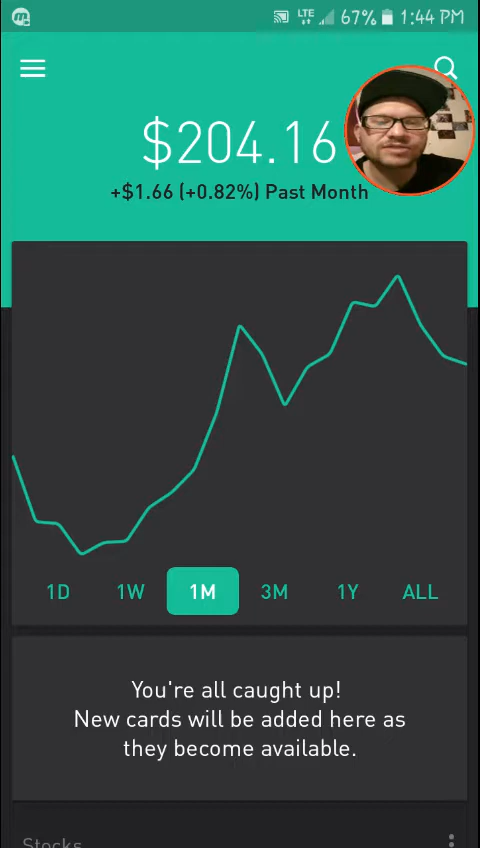 LTE 67% 1:44 PM
$204.16
+$1.66 (+0.82%) Past Month
1D 1W 1M 3M 1Y ALL
You're all caught up!
New cards will be added here as
they become available.
Stocks